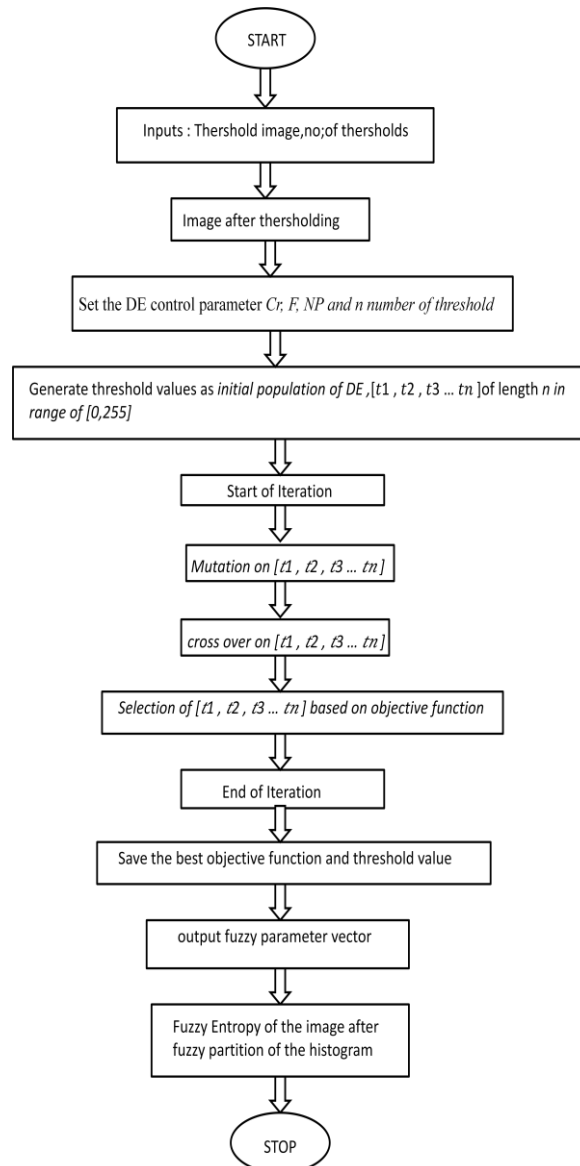 START
Inputs : Thershold image,no;of thersholds
Image after thersholding
Set the DE control parameter Cr, F, NP and n number of threshold
Generate threshold values as initial population of DE ,[t1 , t2 , t3 ... tn ]of length n in
range of [0,255]
Start of Iteration
Mutation on [t1 , t2 , t3 ... tn ]
cross over on [t1 , t2 , t3 ... tn ]
Selection of [t1 , t2 , t3 ... tn ] based on objective function
End of Iteration
Save the best objective function and threshold value
output fuzzy parameter vector
Fuzzy Entropy of the image after
fuzzy partition of the histogram
STOP